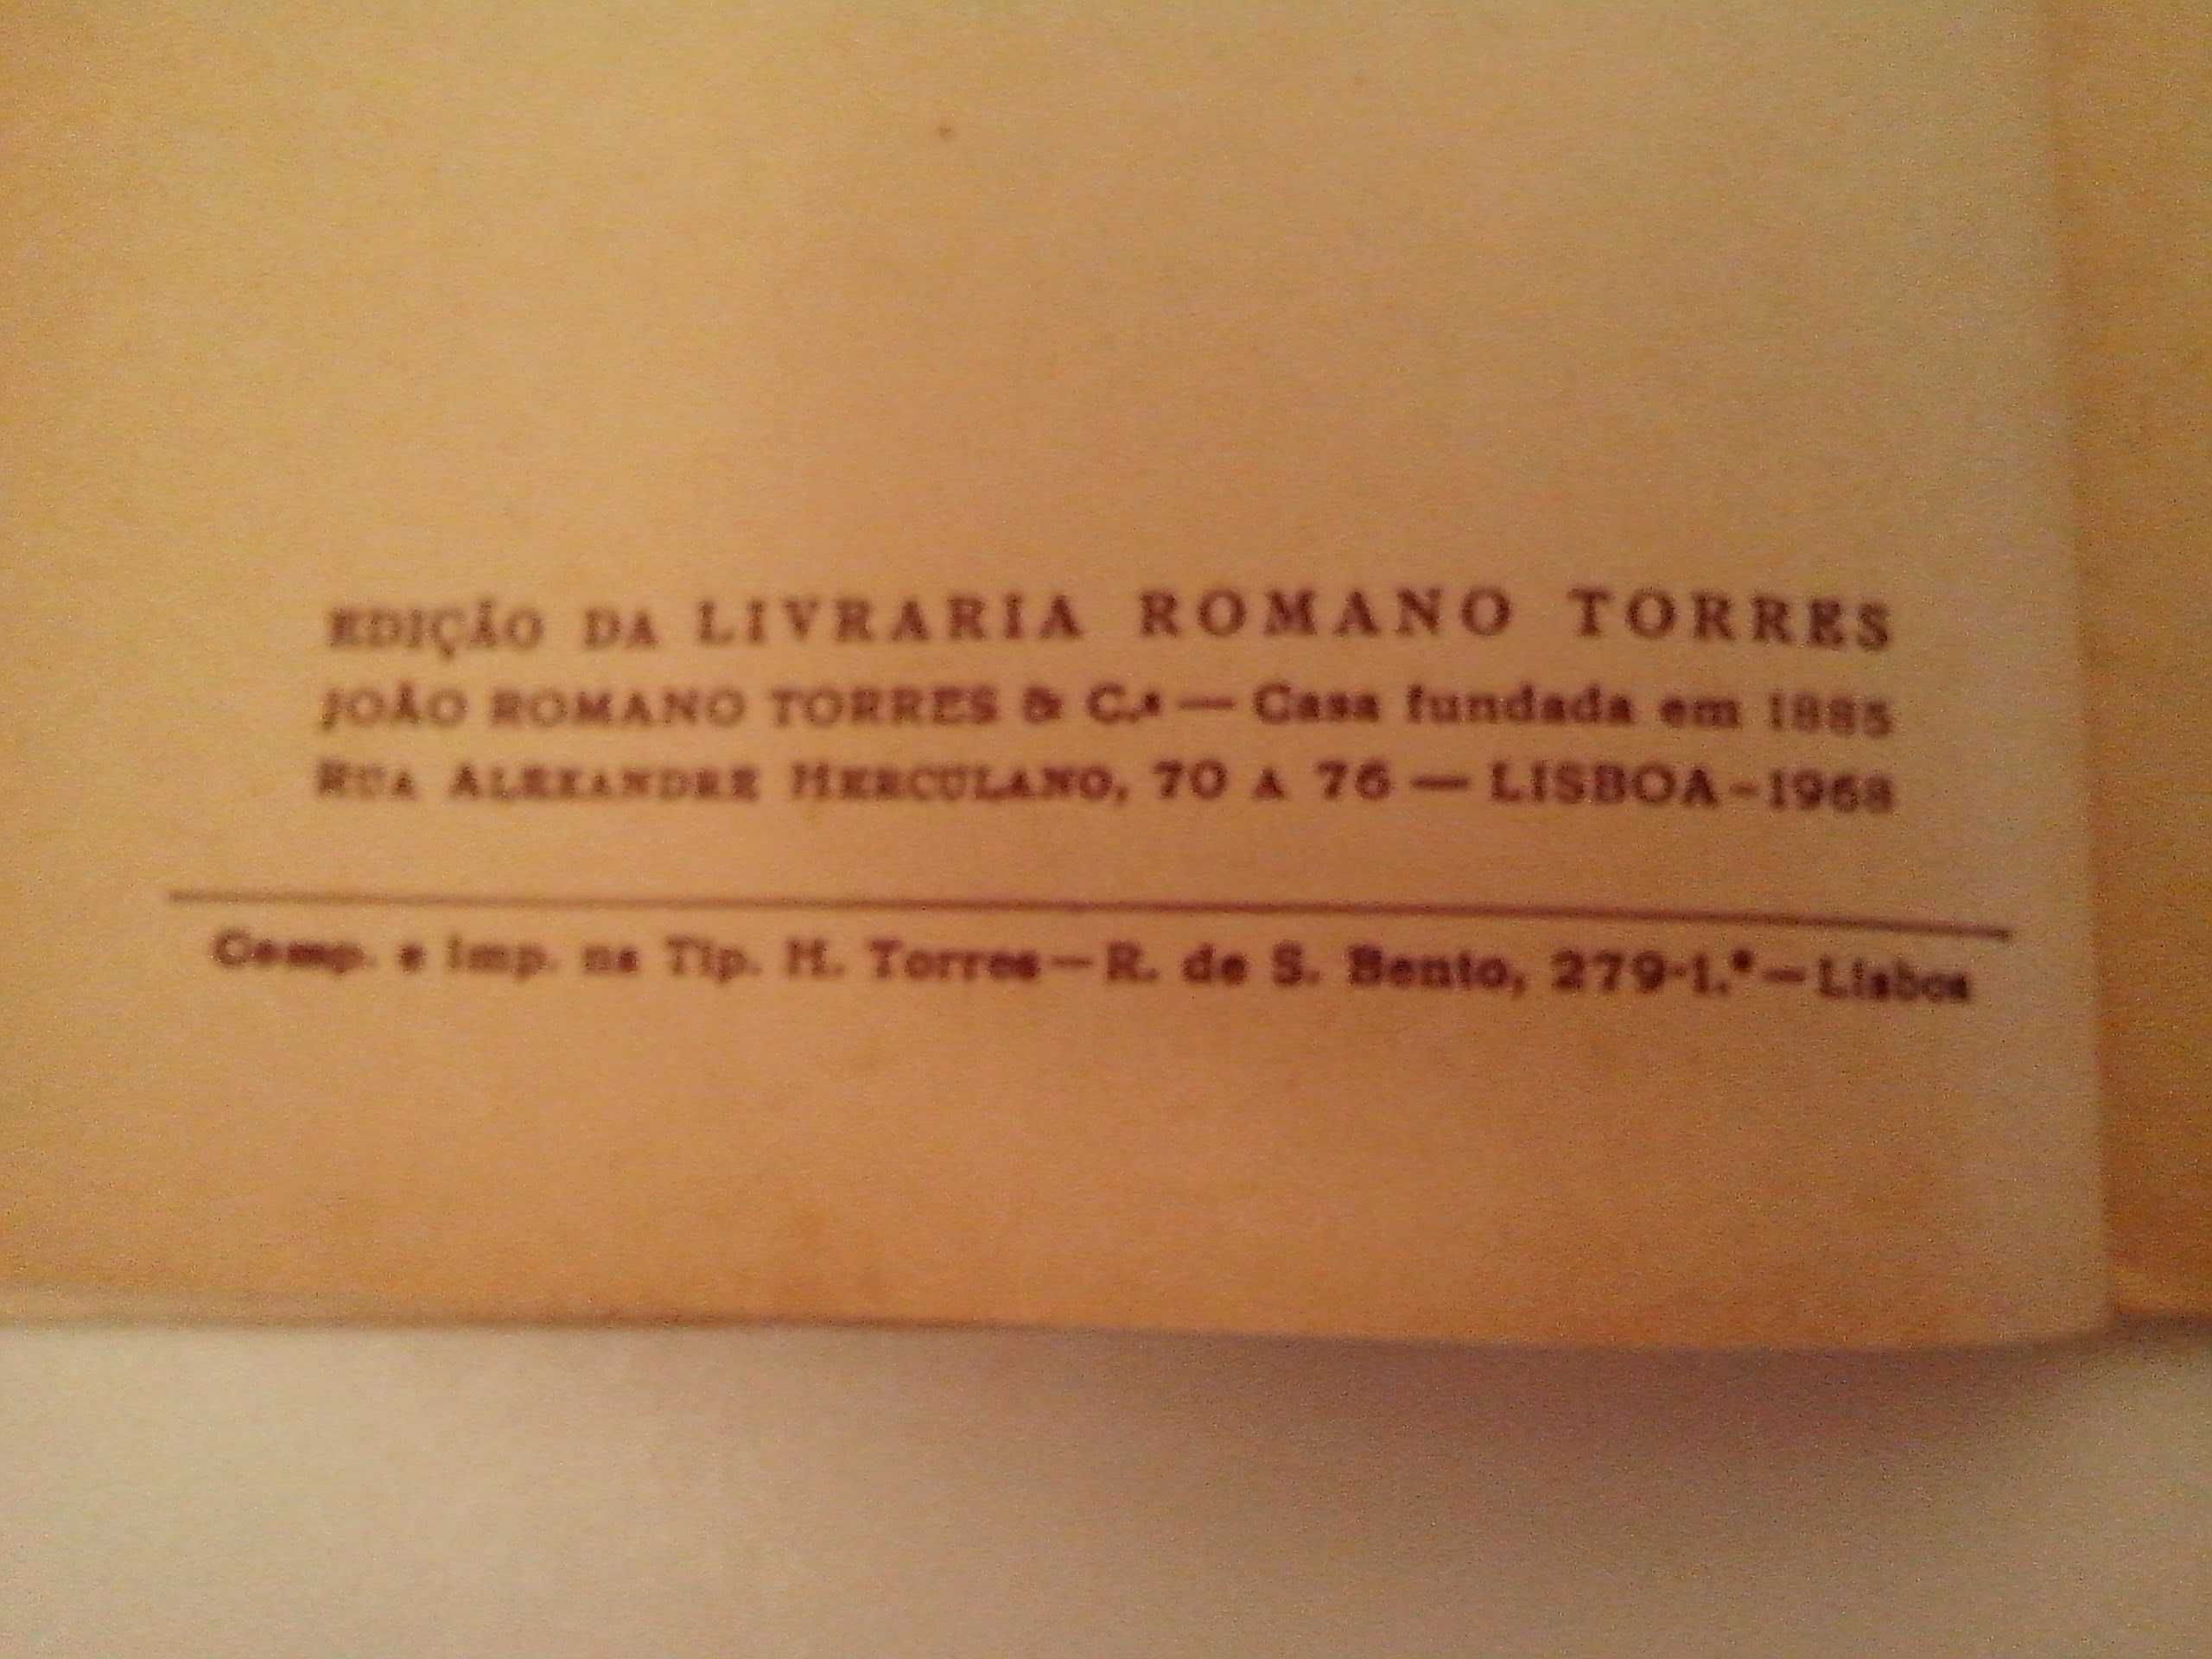 EDIÇÃO DA LIVRARIA ROMANO TORRES
JOÃO ROMANO TORRES & C.ª — Casa fundada em 1885
RUA ALEXANDRE HERCULANO, 70 A 76 — LISBOA - 1968
Comp. e imp. na Tip. H. Torres — R. de S. Bento, 279-1.º — Lisboa